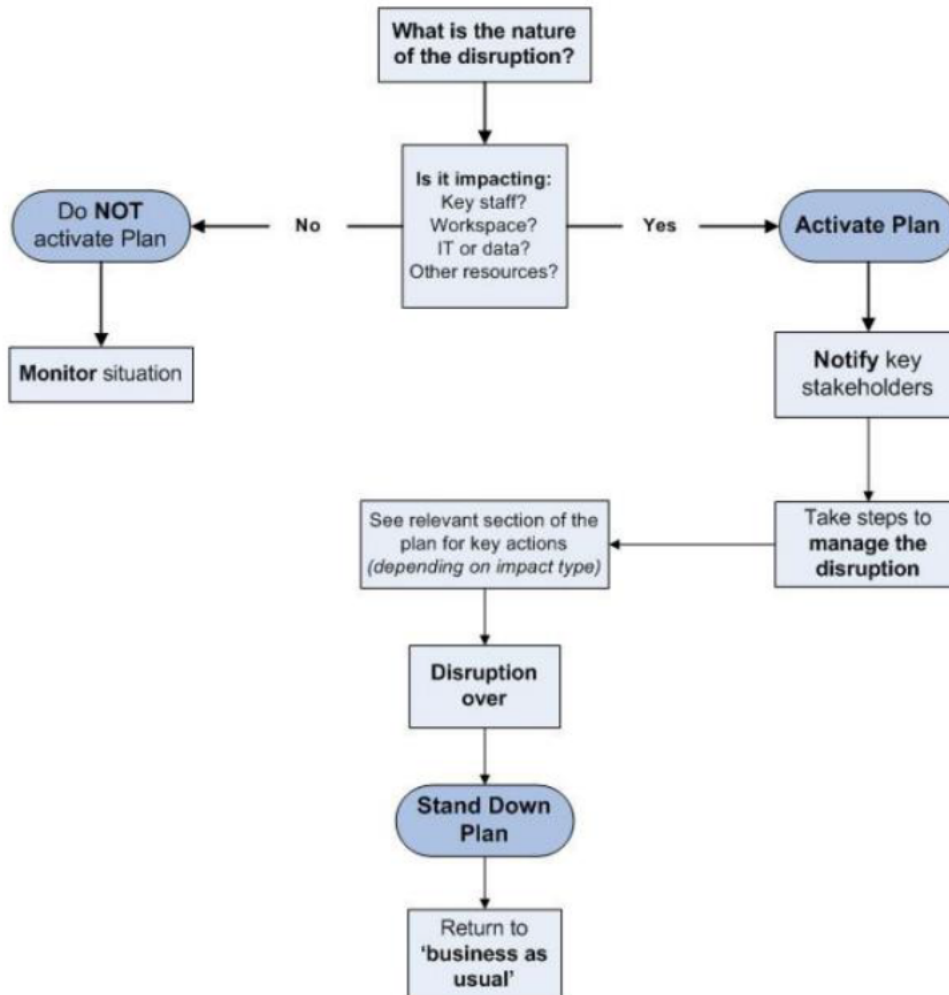 What is the nature
of the disruption?
Is it impacting:
Key staff?
Workspace?
IT or data?
Other resources?
No
Yes
Do NOT
activate Plan
Monitor situation
Activate Plan
Notify key
stakeholders
Take steps to
manage the
disruption
See relevant section of the
plan for key actions
(depending on impact type)
Disruption
over
Stand Down
Plan
Return to
‘business as
usual’